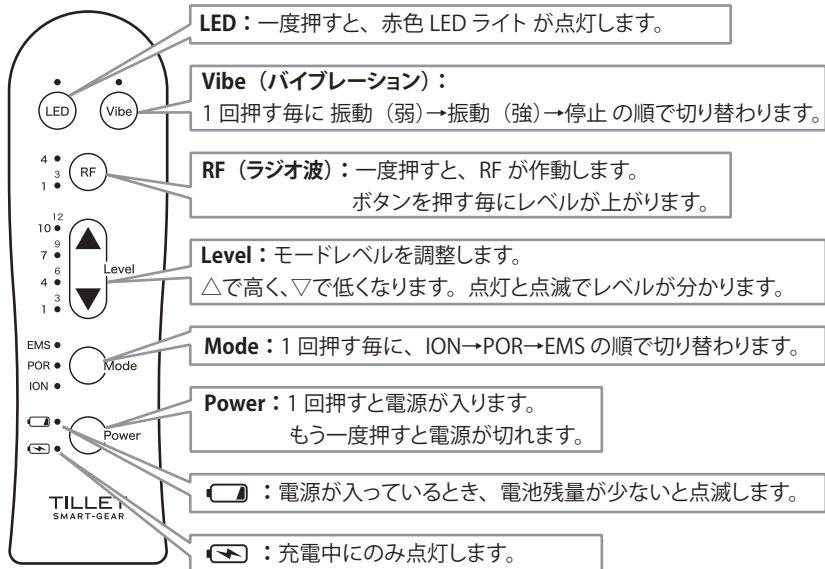 LED：一度押すと、赤色 LED ライト が点灯します。
Vibe（バイブレーション）：
1 回押す毎に 振動（弱）→振動（強）→停止 の順で切り替わります。
LED
Vibe
RF（ラジオ波）：一度押すと、RF が作動します。
ボタンを押す毎にレベルが上がります。
4
3
1
RF
12
10
9
7
6
4
3
1
Level
Level：モードレベルを調整します。
△で高く、▽で低くなります。点灯と点滅でレベルが分かります。
EMS
POR
ION
Mode
Mode：1 回押す毎に、ION→POR→EMS の順で切り替わります。
Power：1 回押すと電源が入ります。
もう一度押すと電源が切れます。
Power
：電源が入っているとき、電池残量が少ないと点滅します。
TILLET
SMART-GEAR
：充電中にのみ点灯します。